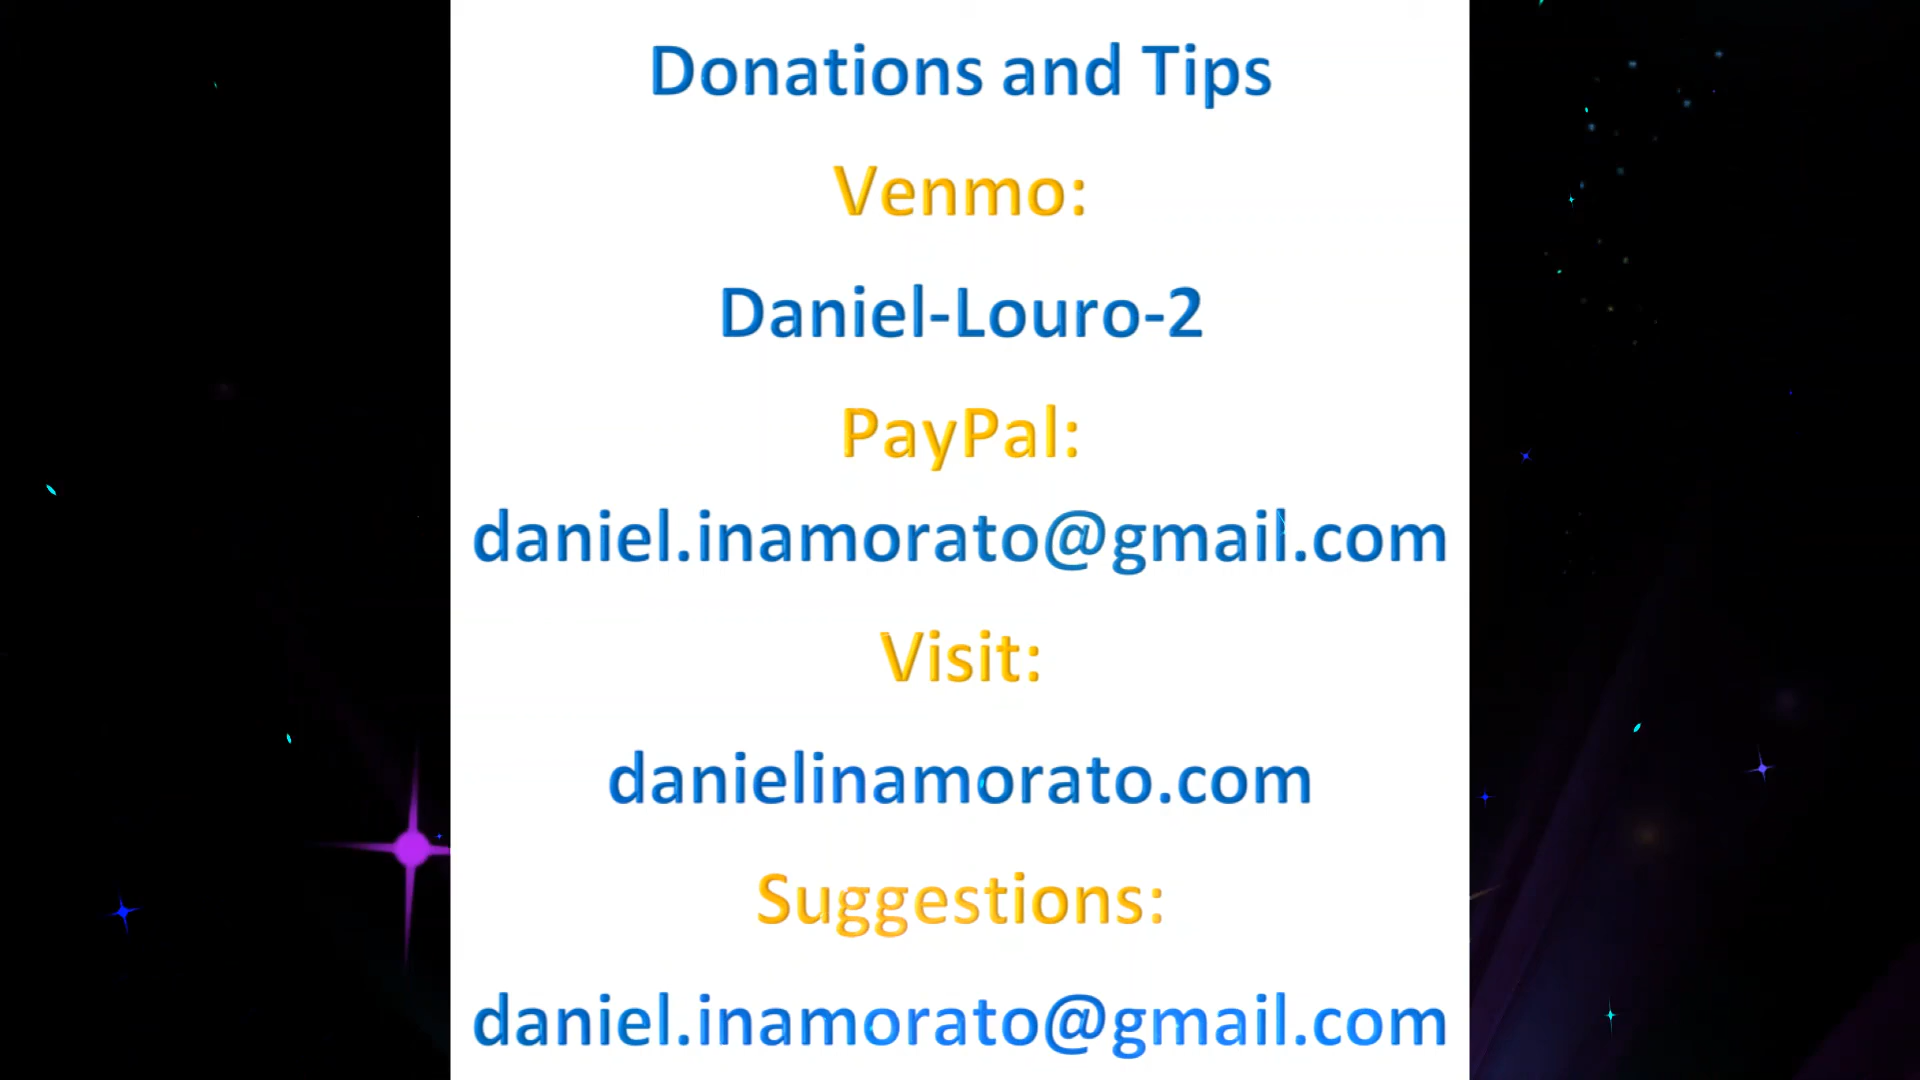 Donations and Tips
Venmo:
Daniel-Louro-2
PayPal:
daniel.inamorato@gmail.com
Visit:
danielinamorato.com
Suggestions:
daniel.inamorato@gmail.com